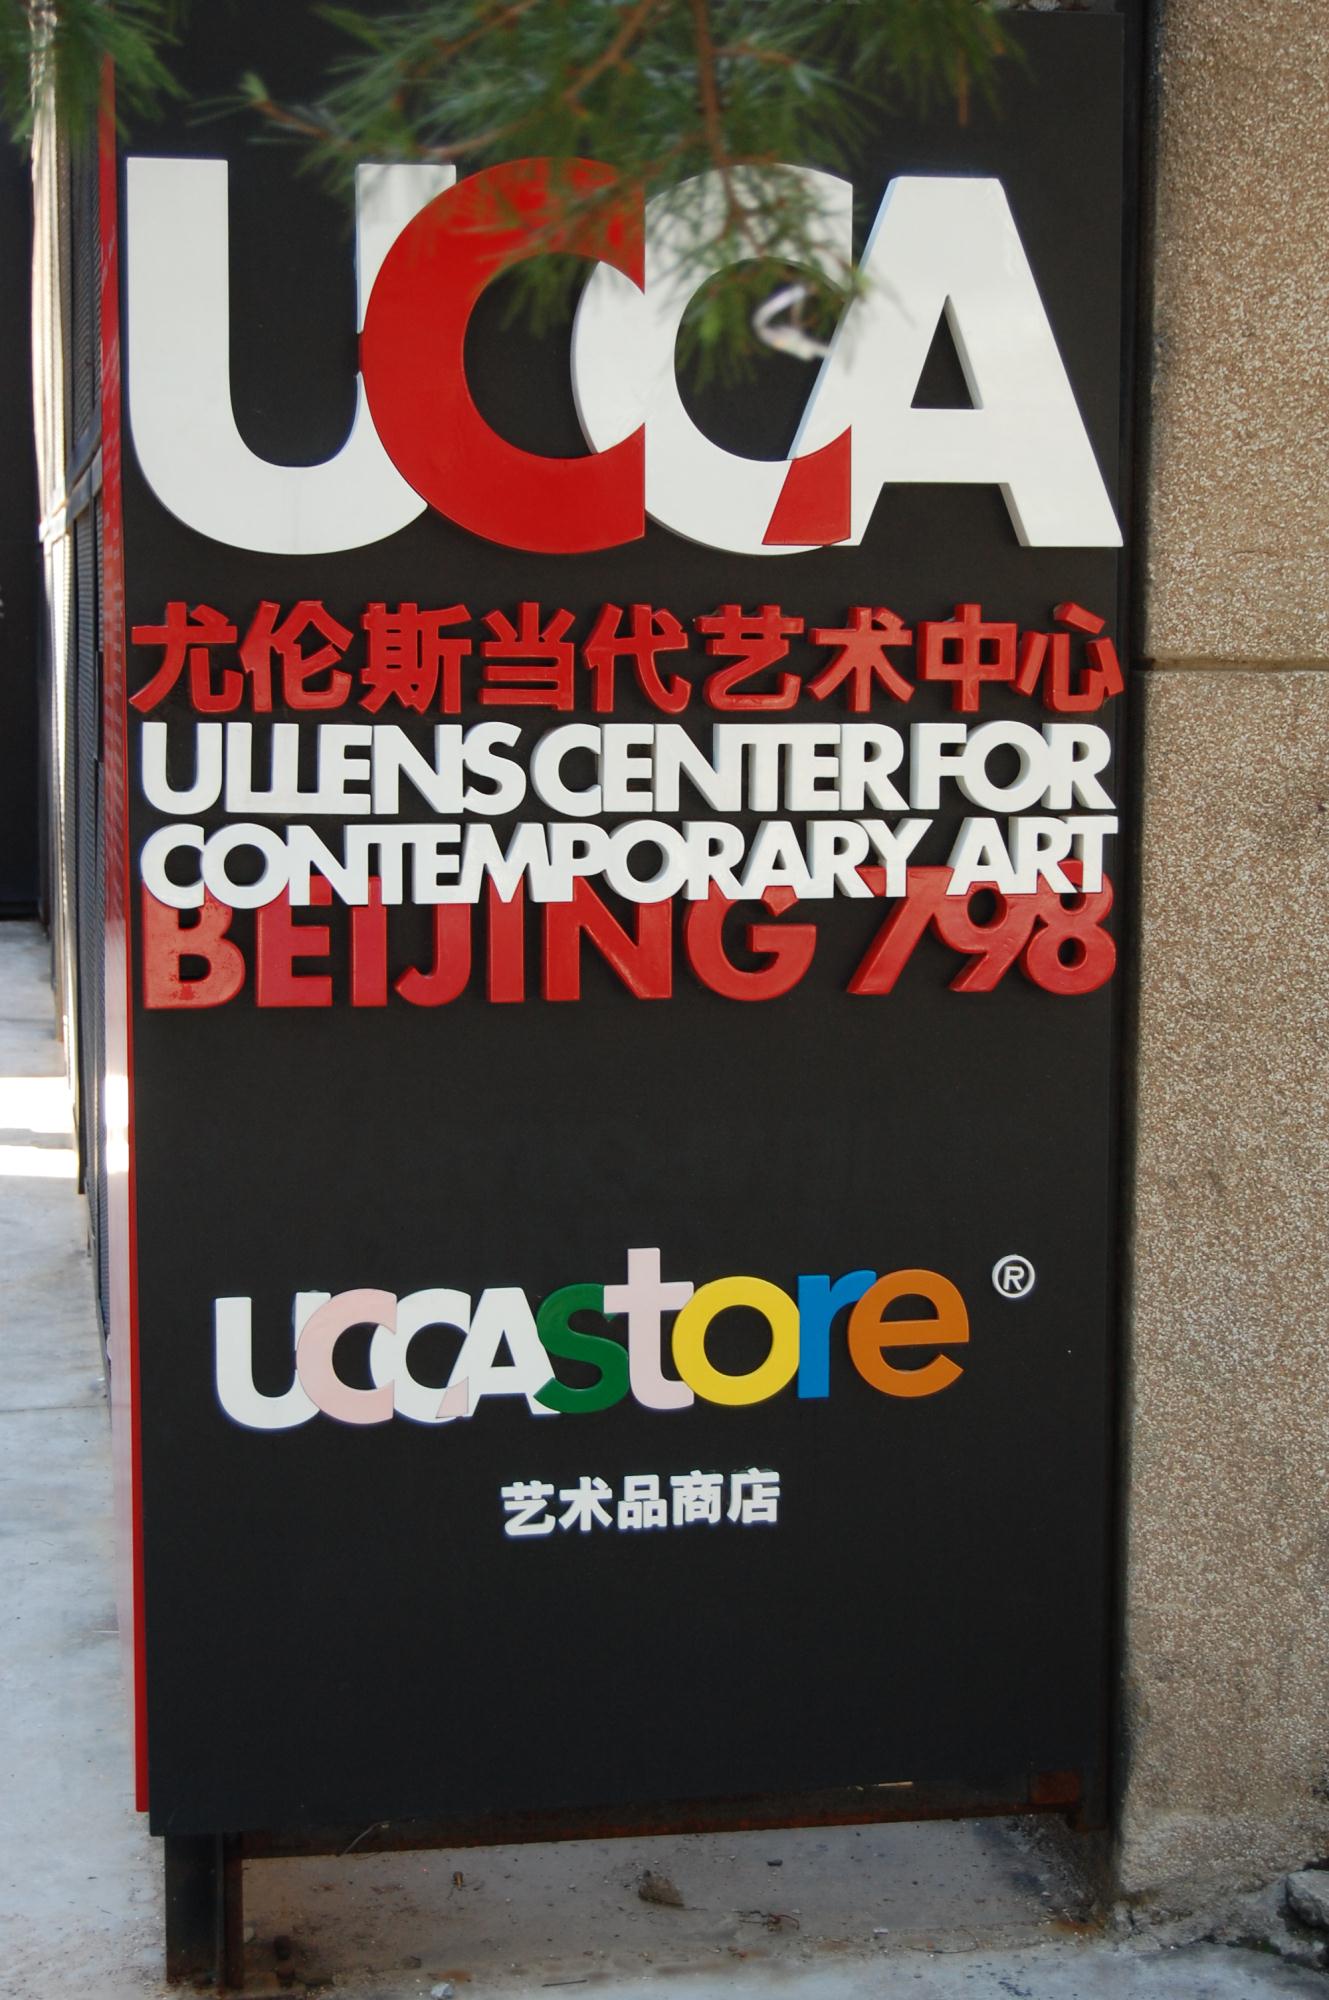 UCCA
尤伦斯当代艺术中心
ULLENS CENTER FOR
CONTEMPORARY ART
BEIJING 798
UCCAstore ®
艺术品商店